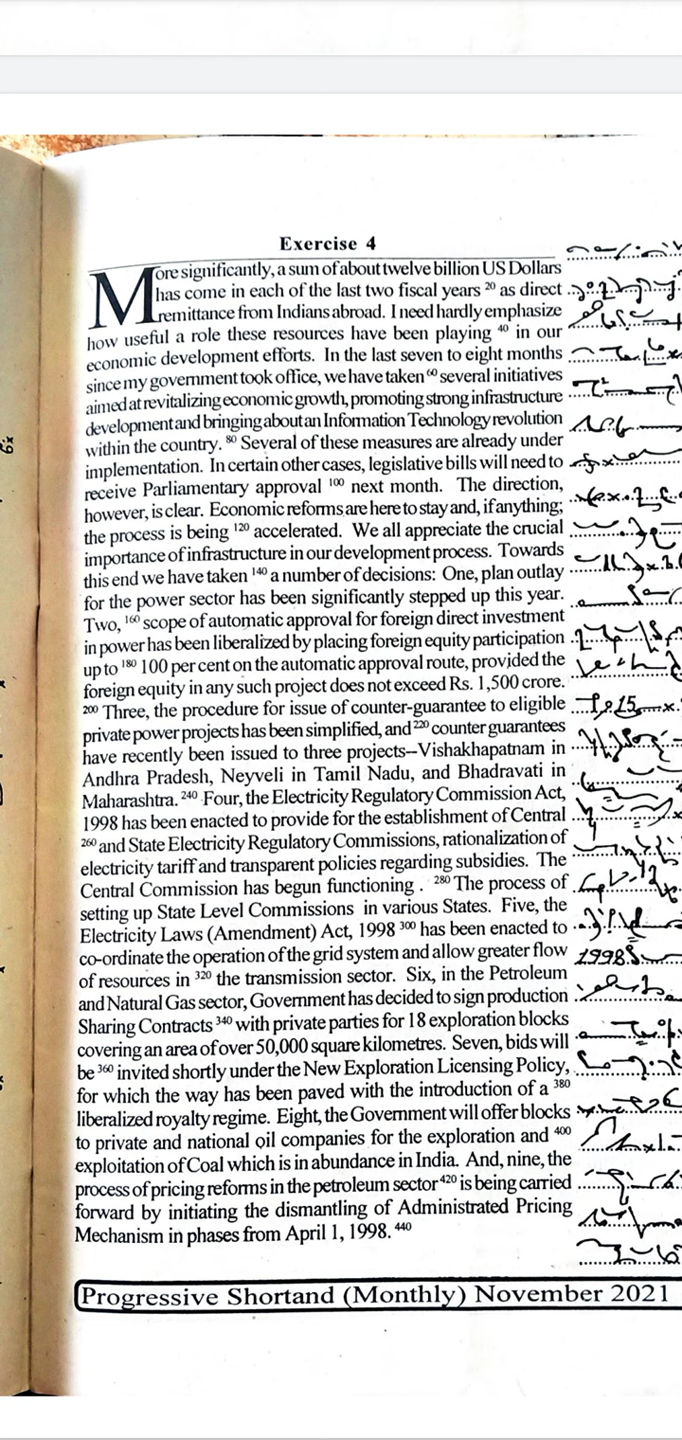 Exercise 4
More significantly, a sum of about twelve billion US Dollars
has come in each of the last two fiscal years 20 as direct
remittance from Indians abroad. I need hardly emphasize
how useful a role these resources have been playing 40 in our
economic development efforts. In the last seven to eight months
since my government took office, we have taken 60 several initiatives
aimed at revitalizing economic growth, promoting strong infrastructure
development and bringing about an Information Technology revolution
within the country. 80 Several of these measures are already under
implementation. In certain other cases, legislative bills will need to
receive Parliamentary approval 100 next month. The direction,
however, is clear. Economic reforms are here to stay and, if anything;
the process is being 120 accelerated. We all appreciate the crucial
importance of infrastructure in our development process. Towards
this end we have taken 140 a number of decisions: One, plan outlay
for the power sector has been significantly stepped up this year.
Two, 160 scope of automatic approval for foreign direct investment
in power has been liberalized by placing foreign equity participation
up to 180 100 per cent on the automatic approval route, provided the
foreign equity in any such project does not exceed Rs. 1,500 crore.
200 Three, the procedure for issue of counter-guarantee to eligible
private power projects has been simplified, and 220 counter guarantees
have recently been issued to three projects–Vishakhapatnam in
Andhra Pradesh, Neyveli in Tamil Nadu, and Bhadravati in
Maharashtra. 240 Four, the Electricity Regulatory Commission Act,
1998 has been enacted to provide for the establishment of Central
260 and State Electricity Regulatory Commissions, rationalization of
electricity tariff and transparent policies regarding subsidies. The
Central Commission has begun functioning . 280 The process of
setting up State Level Commissions in various States. Five, the
Electricity Laws (Amendment) Act, 1998 300 has been enacted to
co-ordinate the operation of the grid system and allow greater flow
of resources in 320 the transmission sector. Six, in the Petroleum
and Natural Gas sector, Government has decided to sign production
Sharing Contracts 340 with private parties for 18 exploration blocks
covering an area of over 50,000 square kilometres. Seven, bids will
be 360 invited shortly under the New Exploration Licensing Policy,
for which the way has been paved with the introduction of a 380
liberalized royalty regime. Eight, the Government will offer blocks
to private and national oil companies for the exploration and 400
exploitation of Coal which is in abundance in India. And, nine, the
process of pricing reforms in the petroleum sector 420 is being carried
forward by initiating the dismantling of Administrated Pricing
Mechanism in phases from April 1, 1998. 440
15
1998
Progressive Shortand (Monthly) November 2021